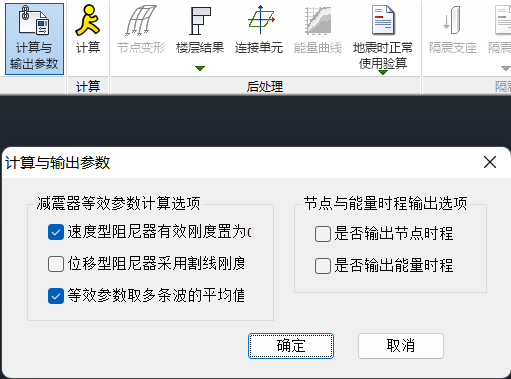 计算与
输出参数
计算
节点变形
楼层结果
连接单元
能量曲线
地震时正常
使用验算
隔震支座
隔震
计算
后处理
隔震
计算与输出参数
减震器等效参数计算选项
速度型阻尼器有效刚度置为0
位移型阻尼器采用割线刚度
等效参数取多条波的平均值
节点与能量时程输出选项
是否输出节点时程
是否输出能量时程
确定
取消